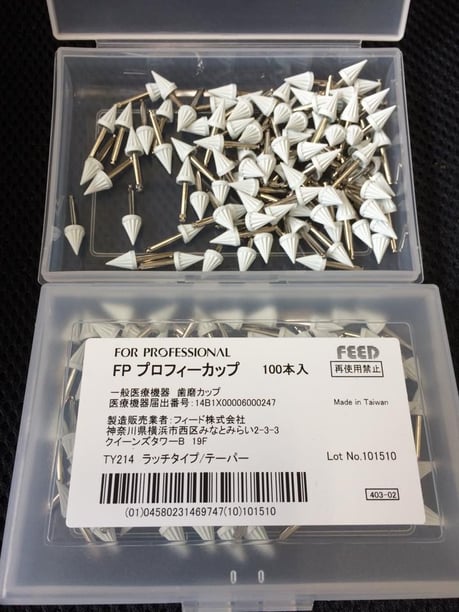 FOR PROFESSIONAL
FEED
FP プロフィーカップ 100本入
再使用禁止
一般医療機器 歯磨カップ
医療機器届出番号:14B1X00006000247
Made in Taiwan
製造販売業者:フィード株式会社
神奈川県横浜市西区みなとみらい2-3-3
クイーンズタワーB 19F
TY214 ラッチタイプ/テーパー
Lot No.101510
403-02
(01)04580231469747(10)101510